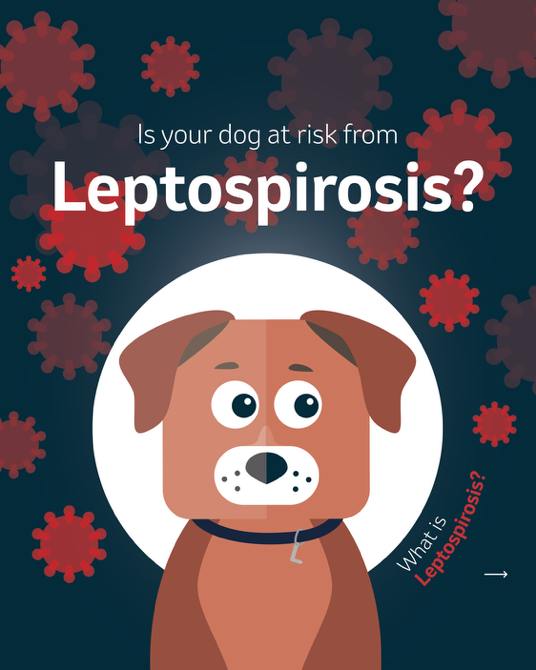 Is your dog at risk from
Leptospirosis?
What is
Leptospirosis?